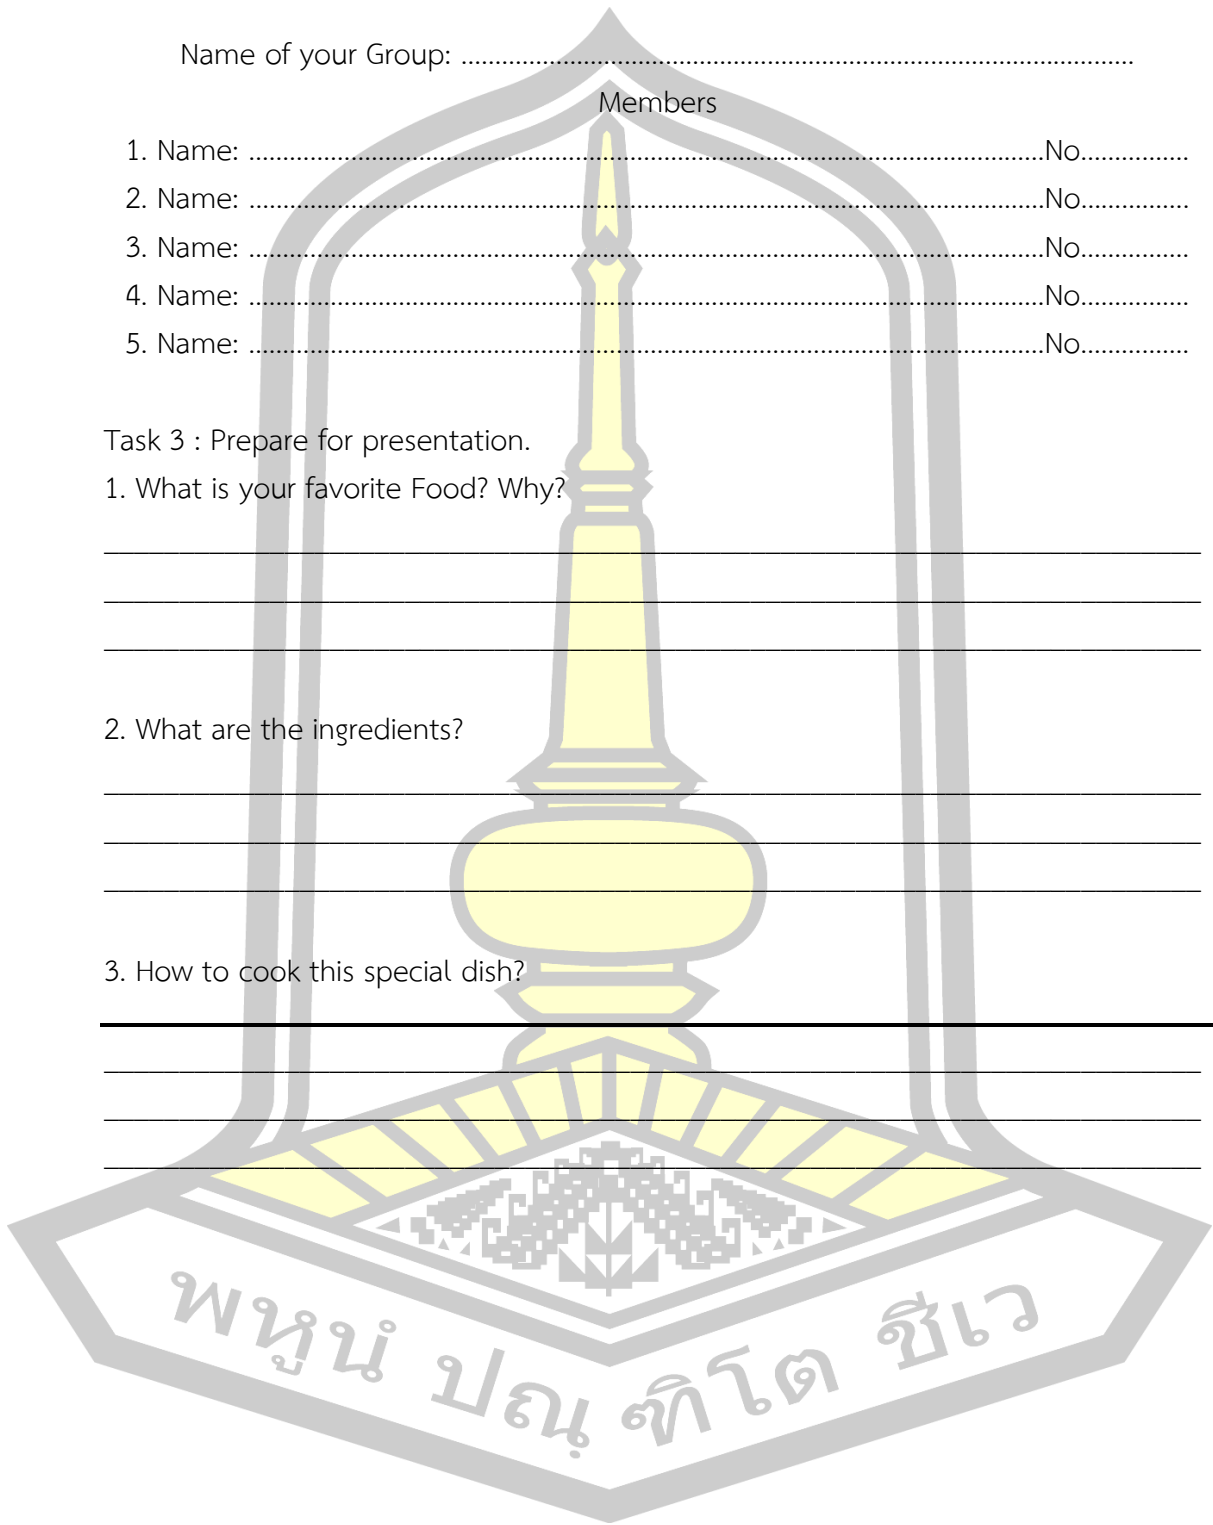 Name of your Group: ....................................................................................................
Members
1. Name: ......................................................................................................................No................
2. Name: ......................................................................................................................No................
3. Name: ......................................................................................................................No................
4. Name: ......................................................................................................................No................
5. Name: ......................................................................................................................No................
Task 3 : Prepare for presentation.
1. What is your favorite Food? Why?
2. What are the ingredients?
3. How to cook this special dish?
พหูนํ ปณฺฑิโต ชีเว